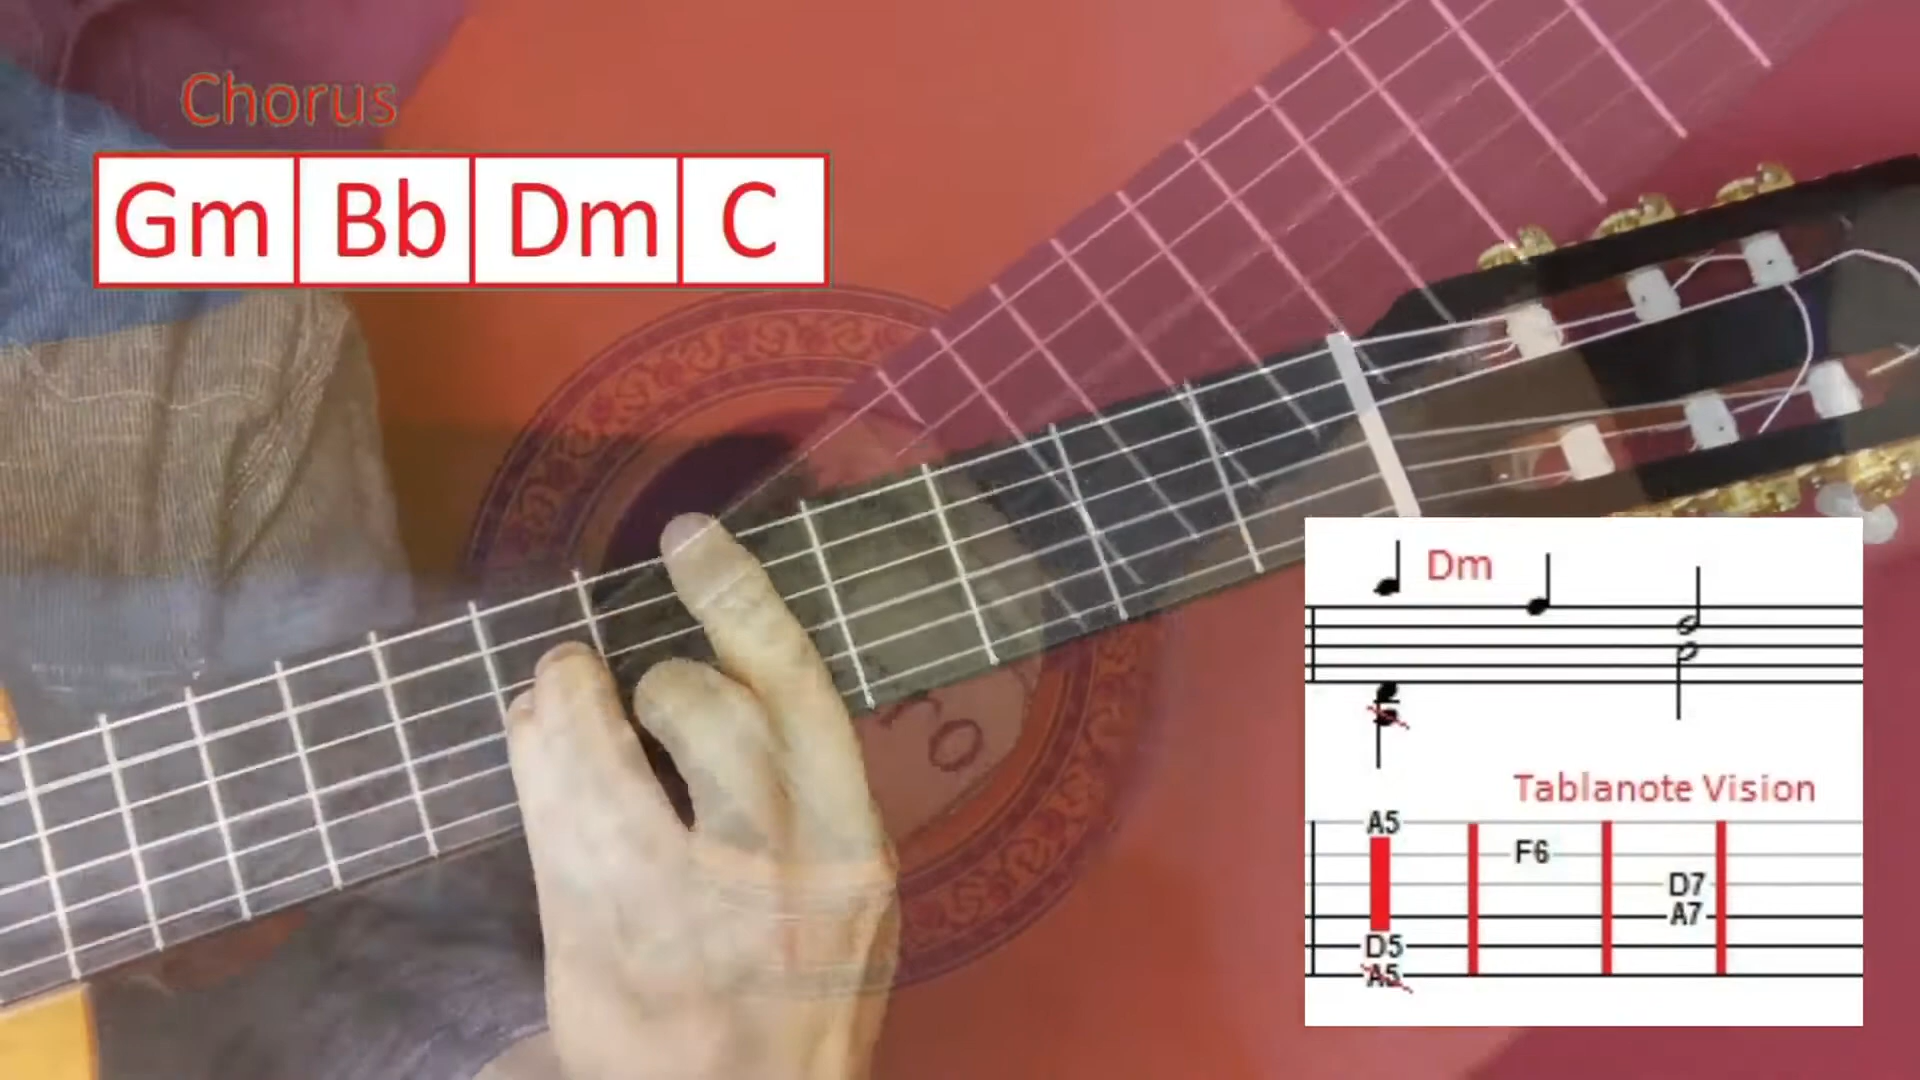 Chorus
Gm Bb Dm C
Dm
Tablanote Vision
A5
F6
D7
A7
D5
A5